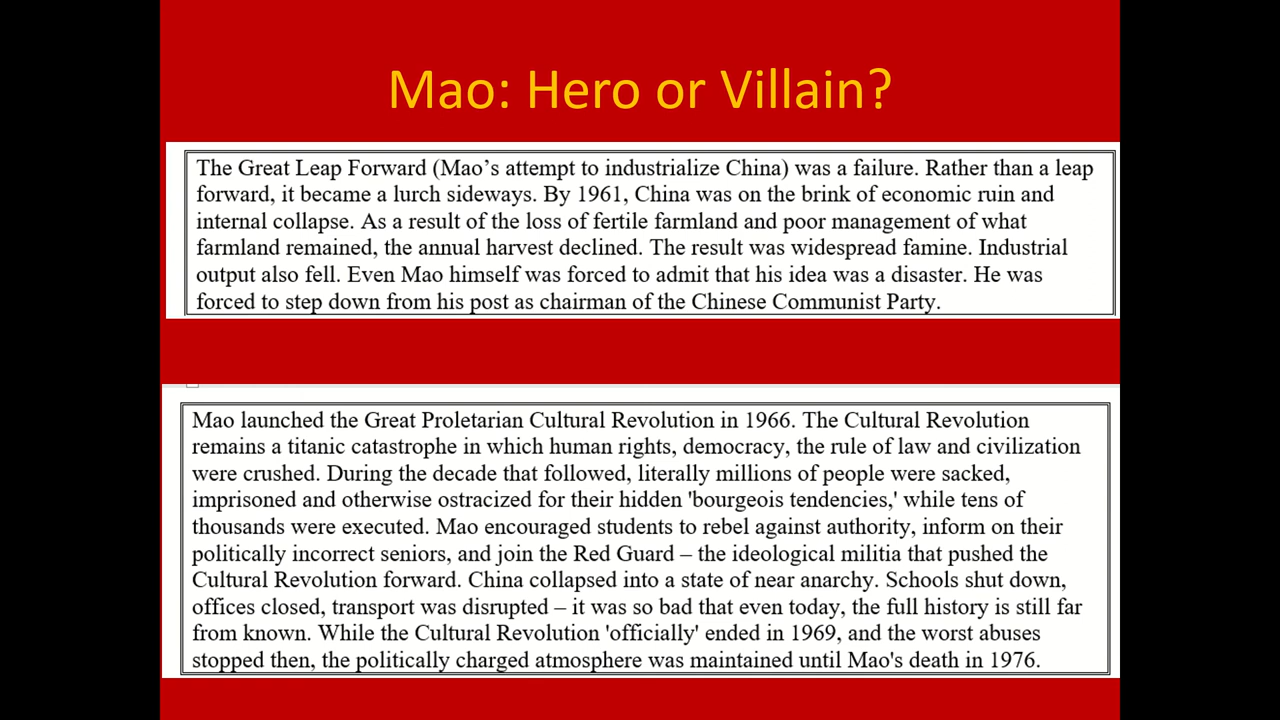 Mao: Hero or Villain?
The Great Leap Forward (Mao's attempt to industrialize China) was a failure. Rather than a leap
forward, it became a lurch sideways. By 1961, China was on the brink of economic ruin and
internal collapse. As a result of the loss of fertile farmland and poor management of what
farmland remained, the annual harvest declined. The result was widespread famine. Industrial
output also fell. Even Mao himself was forced to admit that his idea was a disaster. He was
forced to step down from his post as chairman of the Chinese Communist Party.
Mao launched the Great Proletarian Cultural Revolution in 1966. The Cultural Revolution
remains a titanic catastrophe in which human rights, democracy, the rule of law and civilization
were crushed. During the decade that followed, literally millions of people were sacked,
imprisoned and otherwise ostracized for their hidden 'bourgeois tendencies,' while tens of
thousands were executed. Mao encouraged students to rebel against authority, inform on their
politically incorrect seniors, and join the Red Guard – the ideological militia that pushed the
Cultural Revolution forward. China collapsed into a state of near anarchy. Schools shut down,
offices closed, transport was disrupted – it was so bad that even today, the full history is still far
from known. While the Cultural Revolution 'officially' ended in 1969, and the worst abuses
stopped then, the politically charged atmosphere was maintained until Mao's death in 1976.